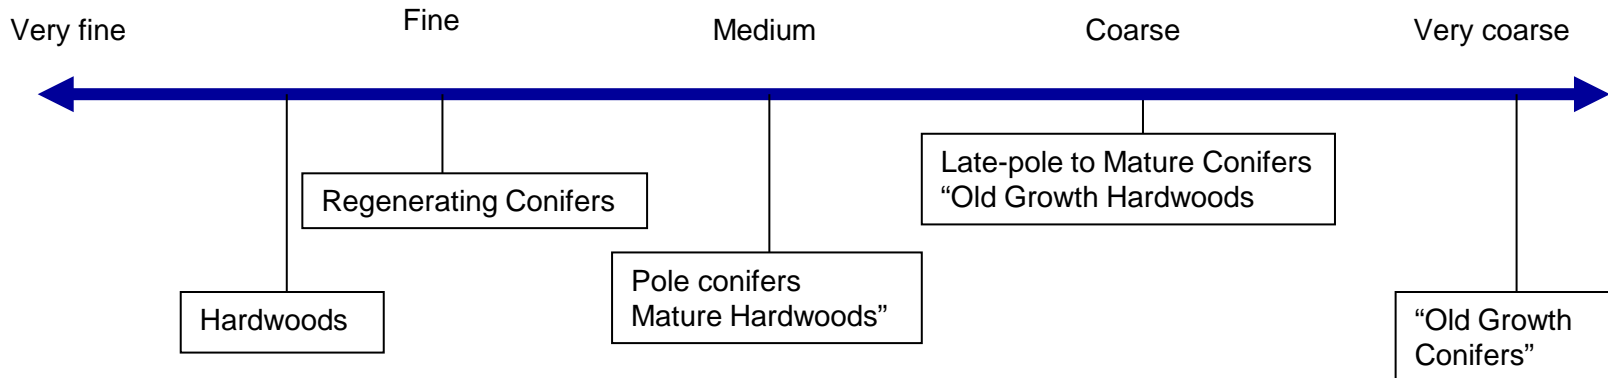 Very fine
Fine
Medium
Coarse
Very coarse
Late-pole to Mature Conifers
“Old Growth Hardwoods
Regenerating Conifers
Pole conifers
Mature Hardwoods”
Hardwoods
“Old Growth
Conifers”